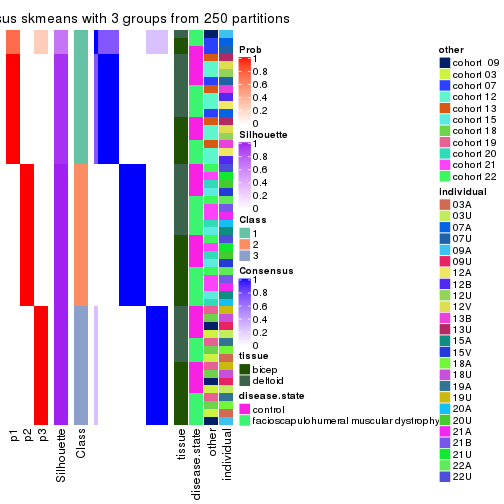 sus skmeans with 3 groups from 250 partitions
Prob
1
0.8
0.6
0.4
0.2
0
Silhouette
1
0.8
0.6
0.4
0.2
0
Class
1
2
3
Consensus
1
0.8
0.6
0.4
0.2
0
tissue
bicep
deltoid
disease.state
control
facioscapulohumeral muscular dystrophy
other
cohort 09
cohort 03
cohort 07
cohort 12
cohort 13
cohort 15
cohort 18
cohort 19
cohort 20
cohort 21
cohort 22
individual
03A
03U
07A
07U
09A
09U
12A
12B
12U
12V
13B
13U
15A
15V
18A
18U
19A
19U
20A
20U
21A
21B
21U
22A
22U
p1
p2
p3
Silhouette
Class
tissue
disease.state
other
individual